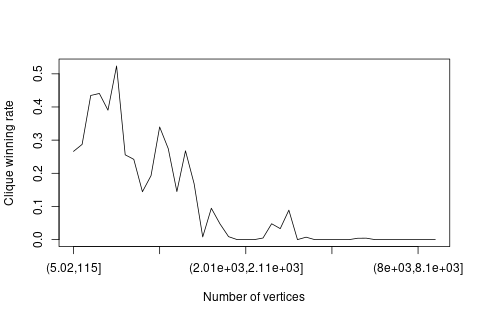 Clique winning rate
0.5
0.4
0.3
0.2
0.1
0.0
(5.02,115] (2.01e+03,2.11e+03] (8e+03,8.1e+03]
Number of vertices